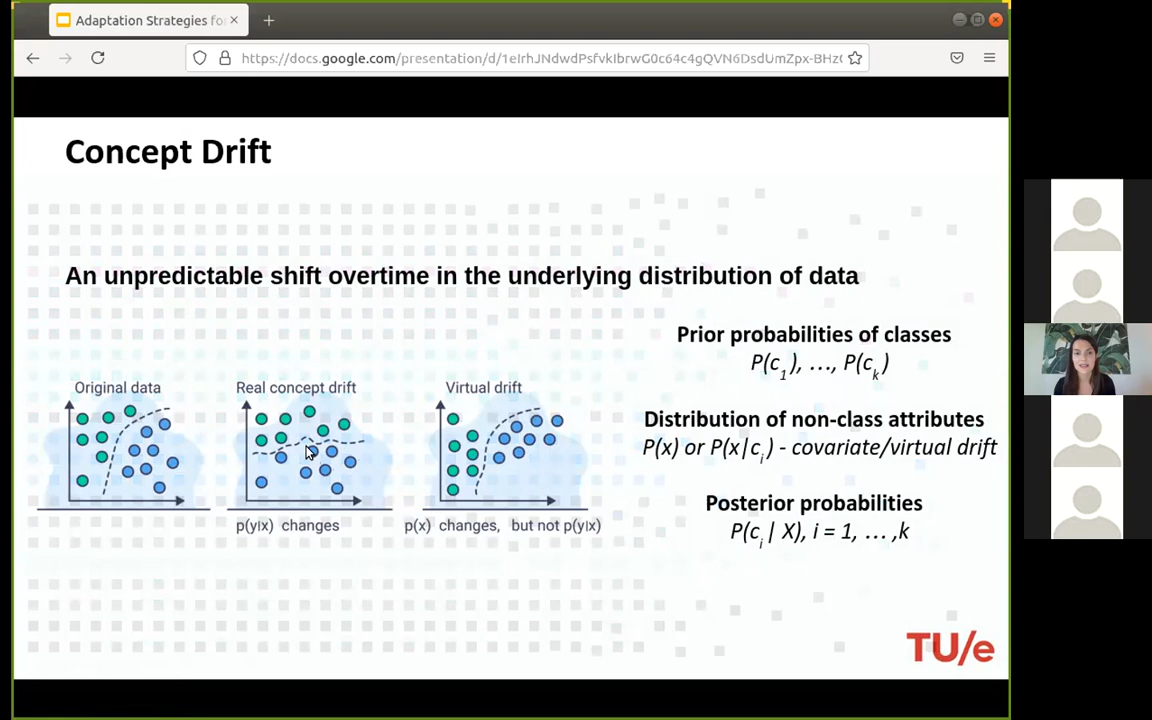 Adaptation Strategies fo
https://docs.google.com/presentation/d/
Concept Drift
An unpredictable shift overtime in the underlying distribution of data
Prior probabilities of classes
P(c1), ..., P(ck)
Original data
Real concept drift
Virtual drift
Distribution of non-class attributes
P(x) or P(x|ci) - covariate/virtual drift
Posterior probabilities
P(ci | X), i = 1, ... ,k
p(y|x) changes
p(x) changes, but not p(y|x)
TU/e